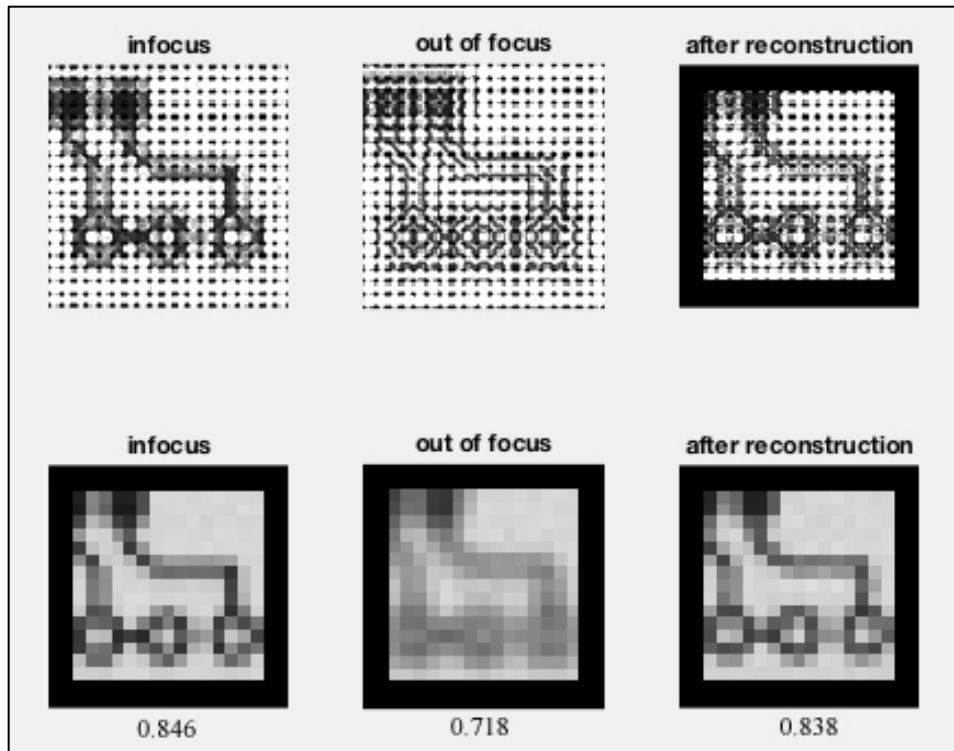 infocus
out of focus
after reconstruction
infocus
out of focus
after reconstruction
0.846
0.718
0.838